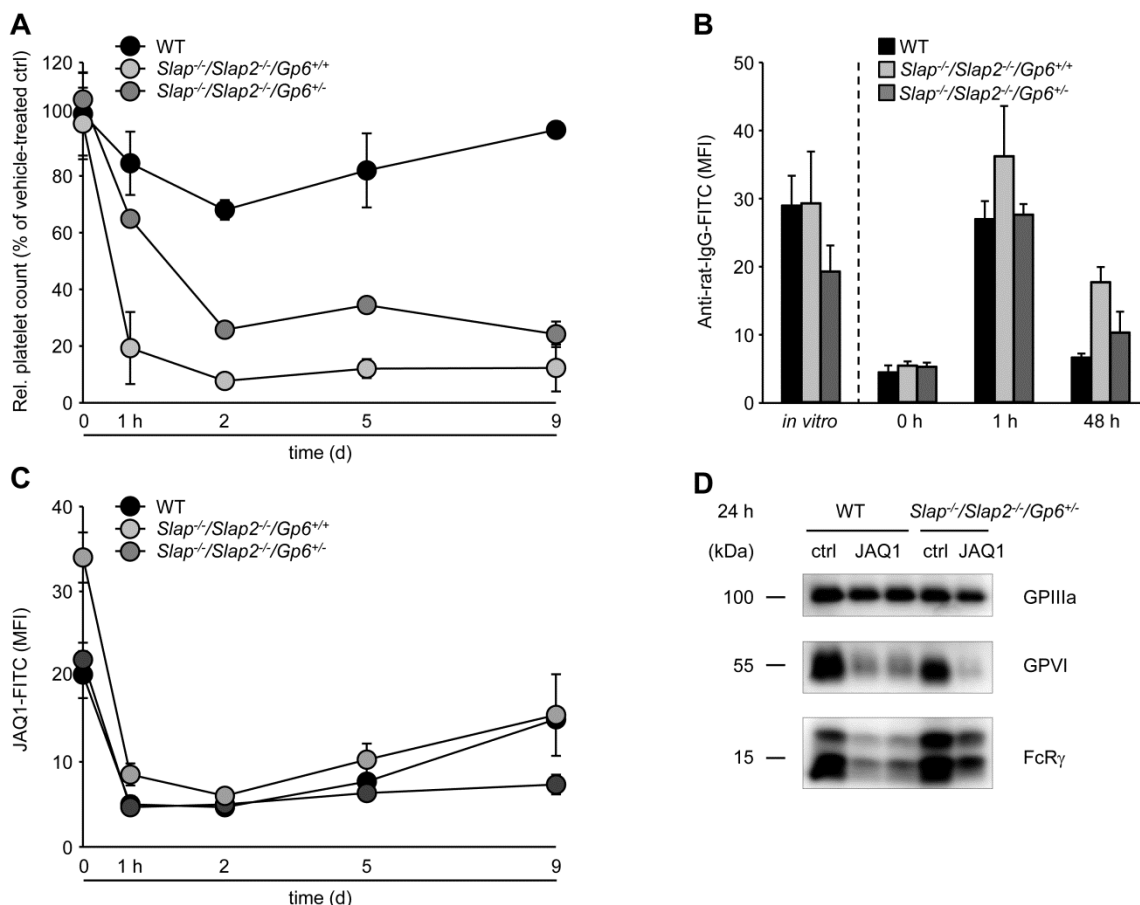 A
WT
Slap-/-/Slap2-/-/Gp6+/+
Slap-/-/Slap2-/-/Gp6+/-
Rel. platelet count (% of vehicle-treated ctrl)
120
100
80
60
40
20
0
0 1 h 2 5 9
time (d)
B
WT
Slap-/-/Slap2-/-/Gp6+/+
Slap-/-/Slap2-/-/Gp6+/-
Anti-rat-IgG-FITC (MFI)
50
40
30
20
10
0
in vitro 0 h 1 h 48 h
C
WT
Slap-/-/Slap2-/-/Gp6+/+
Slap-/-/Slap2-/-/Gp6+/-
JAQ1-FITC (MFI)
40
30
20
10
0
0 1 h 2 5 9
time (d)
D
24 h WT Slap-/-/Slap2-/-/Gp6+/-
(kDa) ctrl JAQ1 ctrl JAQ1
100 GPIIIa
55 GPVI
15 FcRγ